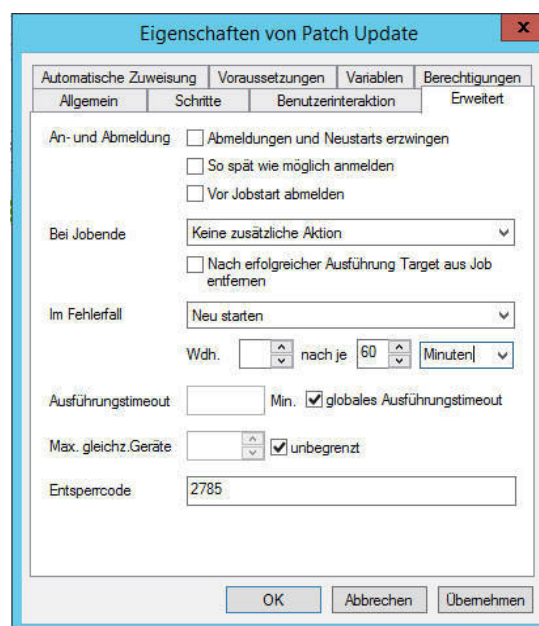 Eigenschaften von Patch Update
x
Automatische Zuweisung Voraussetzungen Variablen Berechtigungen
Allgemein Schritte Benutzerinteraktion Erweitert
An- und Abmeldung Abmeldungen und Neustarts erzwingen
So spät wie möglich anmelden
Vor Jobstart abmelden
Bei Jobende Keine zusätzliche Aktion
Nach erfolgreicher Ausführung Target aus Job
entfernen
Im Fehlerfall Neu starten
Wdh. nach je 60 Minuten
Ausführungstimeout Min. globales Ausführungstimeout
Max. gleichz.Geräte unbegrenzt
Entsperrcode 2785
OK Abbrechen Übernehmen